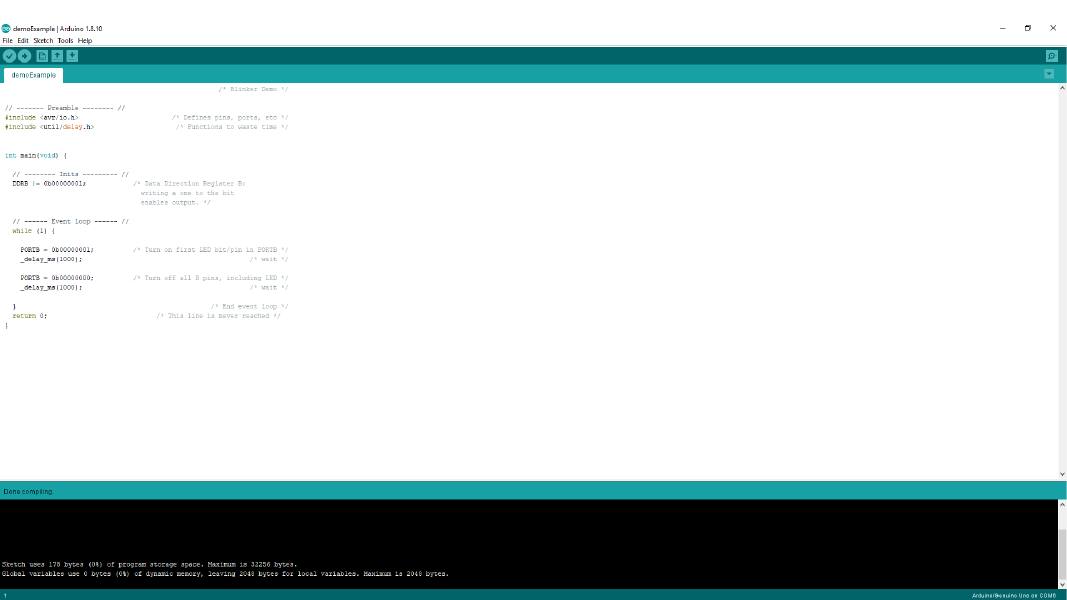 demoExample | Arduino 1.8.10
File Edit Sketch Tools Help
demoExample
/* Blinker Demo */
// ------- Preamble -------- //
#include <avr/io.h> /* Defines pins, ports, etc */
#include <util/delay.h> /* Functions to waste time */
int main(void) {
// -------- Inits --------- //
DDRB |= 0b00000001; /* Data Direction Register B:
writing a one to the bit
enables output. */
// ------ Event loop ------ //
while (1) {
PORTB = 0b00000001; /* Turn on first LED bit/pin in PORTB */
_delay_ms(1000); /* wait */
PORTB = 0b00000000; /* Turn off all B pins, including LED */
_delay_ms(1000); /* wait */
} /* End event loop */
return 0; /* This line is never reached */
}
Done compiling.
Sketch uses 178 bytes (0%) of program storage space. Maximum is 32256 bytes.
Global variables use 0 bytes (0%) of dynamic memory, leaving 2048 bytes for local variables. Maximum is 2048 bytes.
1 Arduino/Genuino Uno on COM6